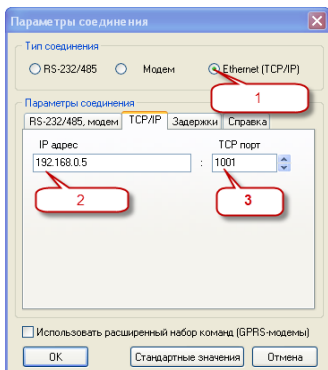 Параметры соединения
Тип соединения
RS-232/485 Модем Ethernet (TCP/IP)
1
Параметры соединения
RS-232/485, модем TCP/IP Задержки Справка
IP адрес TCP порт
192.168.0.5 : 1001
2 3
Использовать расширенный набор команд (GPRS-модемы)
OK Стандартные значения Отмена